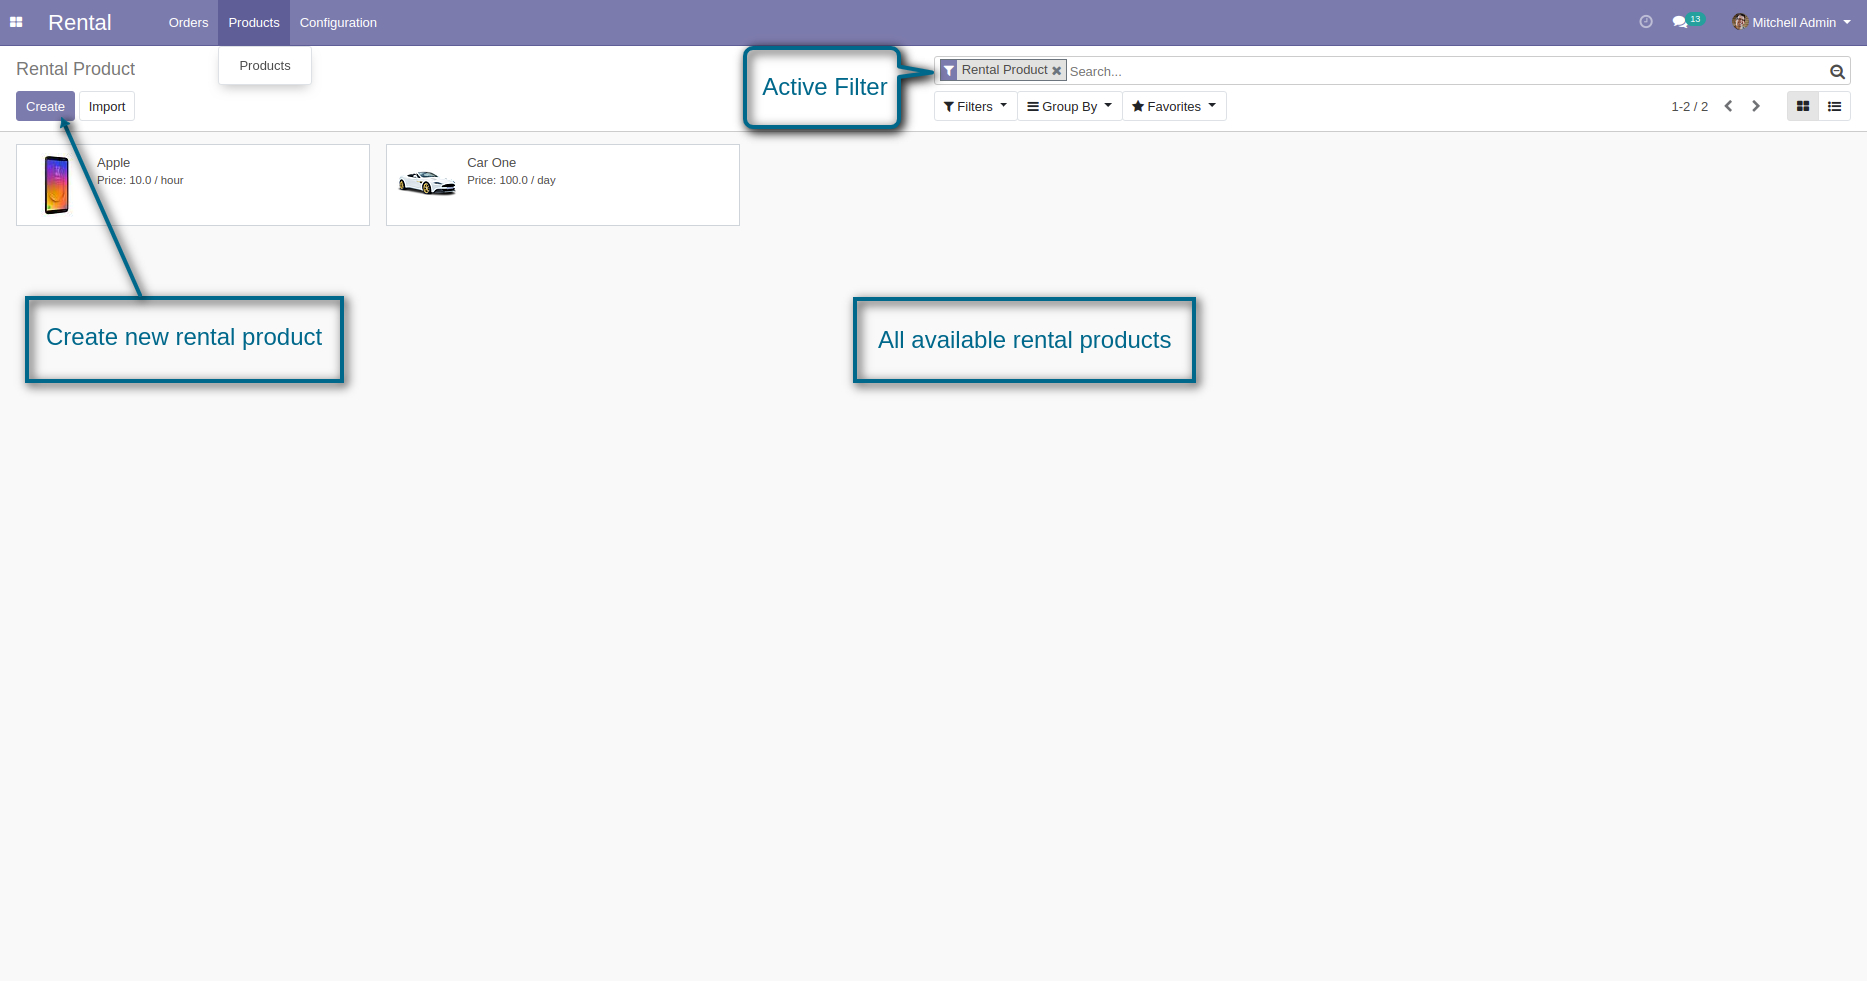 Rental Orders Products Configuration 13 Mitchell Admin
Rental Product
Products
Active Filter
Rental Product Search...
Create Import
Filters Group By Favorites 1-2 / 2
Apple
Price: 10.0 / hour
Car One
Price: 100.0 / day
Create new rental product
All available rental products